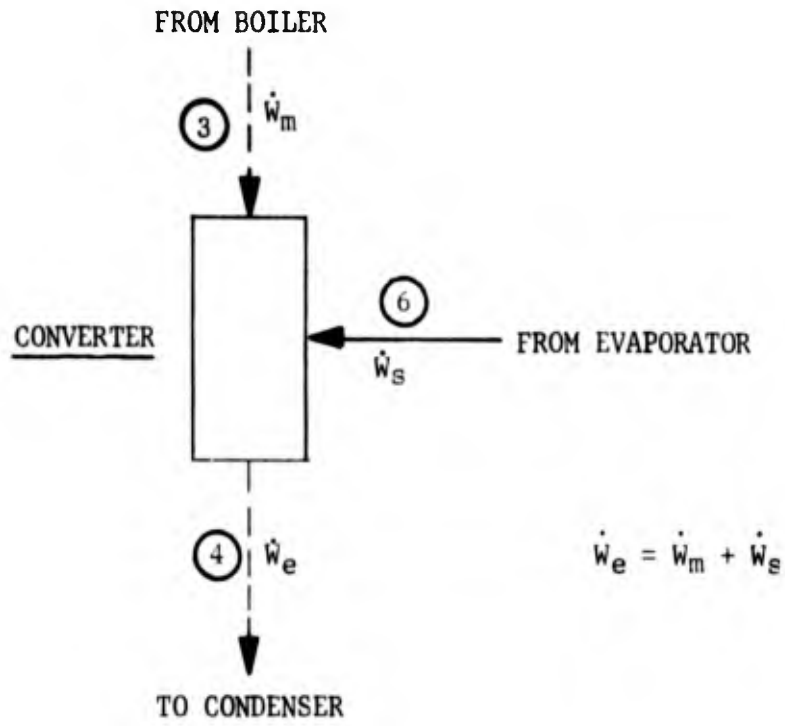 FROM BOILER
Ẇm
3
6
CONVERTER
FROM EVAPORATOR
Ẇs
4
Ẇe
Ẇe = Ẇm + Ẇs
TO CONDENSER